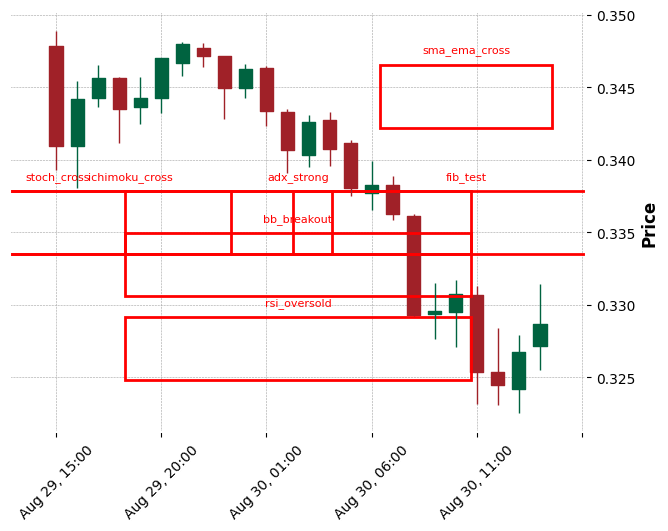 0.350
sma_ema_cross
0.345
0.340
stoch_cross ichimoku_cross adx_strong fib_test
bb_breakout
0.335
Price
rsi_oversold
0.330
0.325
Aug 29, 15:00 Aug 29, 20:00 Aug 30, 01:00 Aug 30, 06:00 Aug 30, 11:00